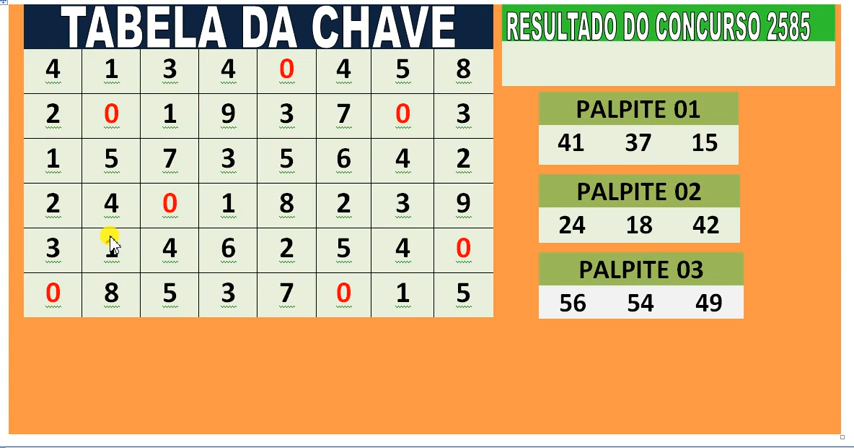 TABELA DA CHAVE
4 1 3 4 0 4 5 8
2 0 1 9 3 7 0 3
1 5 7 3 5 6 4 2
2 4 0 1 8 2 3 9
3 1 4 6 2 5 4 0
0 8 5 3 7 0 1 5
RESULTADO DO CONCURSO 2585
PALPITE 01
41 37 15
PALPITE 02
24 18 42
PALPITE 03
56 54 49